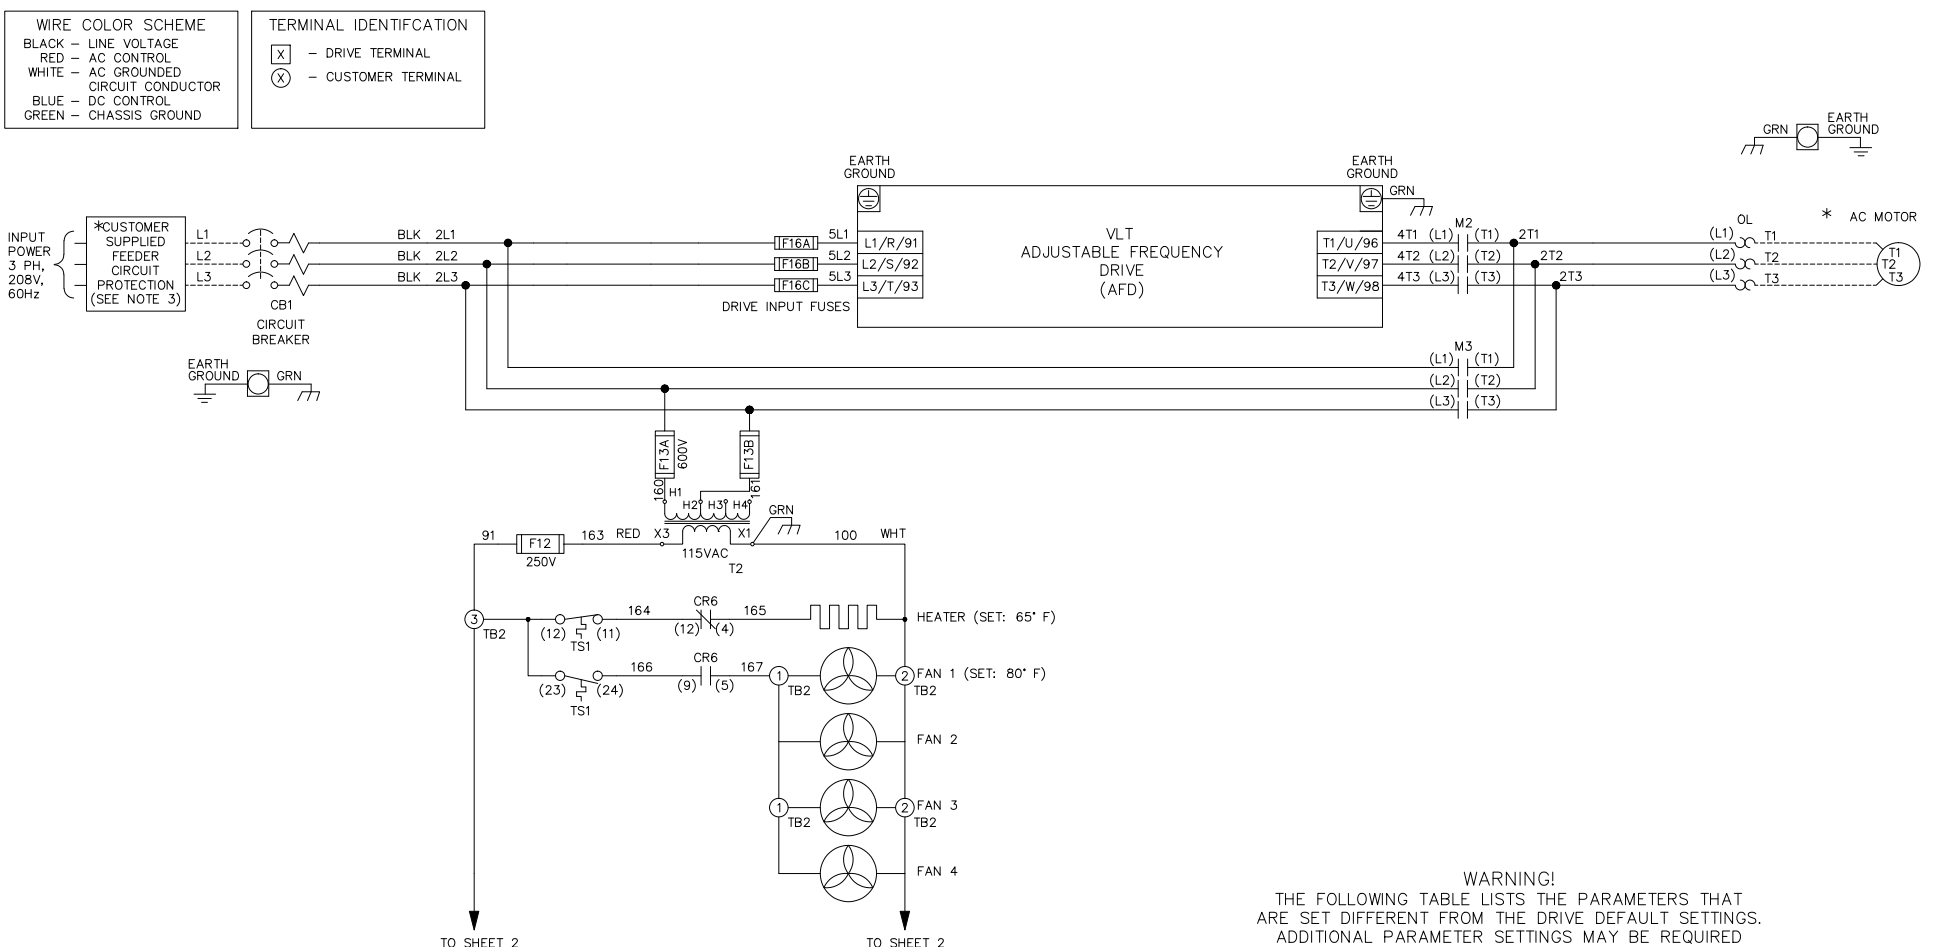 WIRE COLOR SCHEME
BLACK – LINE VOLTAGE
RED – AC CONTROL
WHITE – AC GROUNDED
CIRCUIT CONDUCTOR
BLUE – DC CONTROL
GREEN – CHASSIS GROUND
TERMINAL IDENTIFCATION
X – DRIVE TERMINAL
X – CUSTOMER TERMINAL
GRN
EARTH
GROUND
INPUT
POWER
3 PH,
208V,
60Hz
*CUSTOMER
SUPPLIED
FEEDER
CIRCUIT
PROTECTION
(SEE NOTE 3)
L1
L2
L3
CB1
CIRCUIT
BREAKER
BLK 2L1
BLK 2L2
BLK 2L3
F16A
F16B
F16C
5L1
5L2
5L3
DRIVE INPUT FUSES
EARTH
GROUND
L1/R/91
L2/S/92
L3/T/93
VLT
ADJUSTABLE FREQUENCY
DRIVE
(AFD)
EARTH
GROUND
GRN
T1/U/96
T2/V/97
T3/W/98
M2
4T1 (L1) (T1) 2T1
4T2 (L2) (T2) 2T2
4T3 (L3) (T3) 2T3
OL
(L1) T1
(L2) T2
(L3) T3
* AC MOTOR
T1
T2
T3
EARTH
GROUND
GRN
M3
(L1) (T1)
(L2) (T2)
(L3) (T3)
F13A
600V
F13B
160
161
H1
H2
H3
H4
GRN
91
F12
250V
163
RED
X3
X1
115VAC
T2
100
WHT
3
TB2
(12)
(11)
TS1
164
CR6
(12)
(4)
165
HEATER (SET: 65° F)
(23)
(24)
TS1
166
CR6
(9)
(5)
167
1
TB2
2
TB2
FAN 1 (SET: 80° F)
FAN 2
1
TB2
2
TB2
FAN 3
FAN 4
TO SHEET 2
TO SHEET 2
WARNING!
THE FOLLOWING TABLE LISTS THE PARAMETERS THAT
ARE SET DIFFERENT FROM THE DRIVE DEFAULT SETTINGS.
ADDITIONAL PARAMETER SETTINGS MAY BE REQUIRED